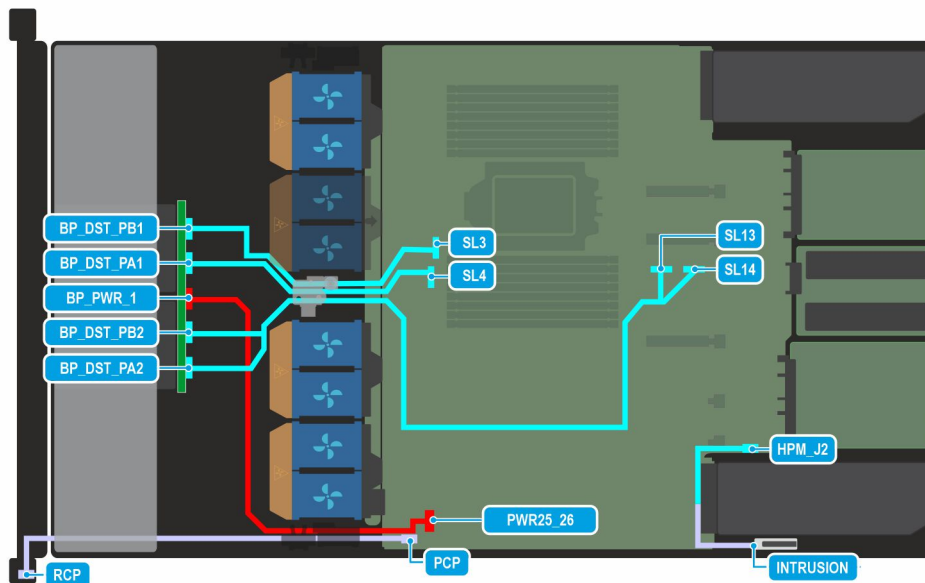 BP_DST_PB1
BP_DST_PA1
BP_PWR_1
BP_DST_PB2
BP_DST_PA2
SL3
SL4
SL13
SL14
HPM_J2
PWR25_26
PCP
RCP
INTRUSION